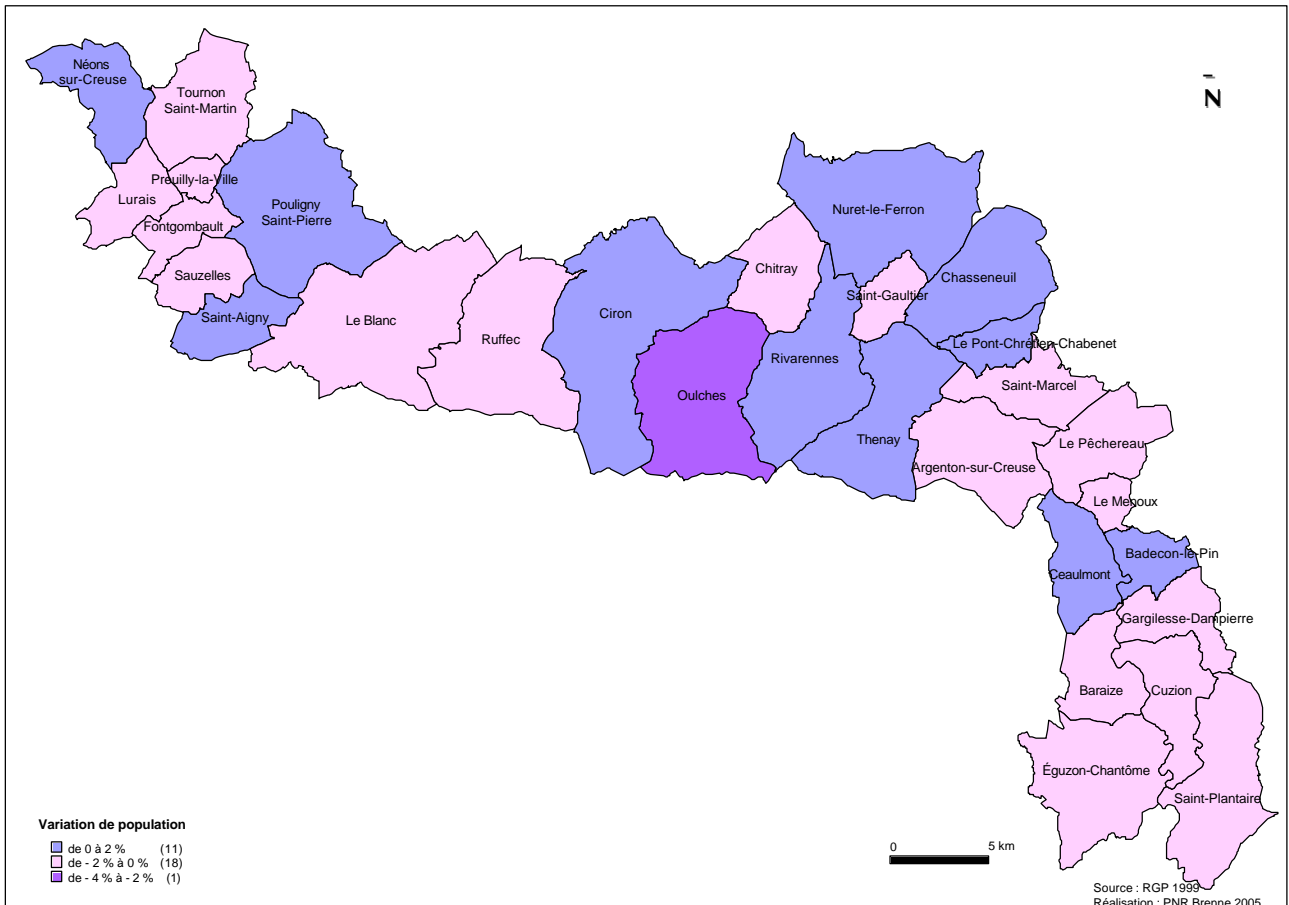 Néons
sur-Creuse
Tournon
Saint-Martin
N
Preuilly-la-Ville
Lurais
Pouligny
Saint-Pierre
Nuret-le-Ferron
Fontgombault
Sauzelles
Chitray
Chasseneuil
Saint-Gaultier
Saint-Aigny
Le Blanc
Ciron
Ruffec
Le Pont-Chrétien-Chabenet
Rivarennes
Saint-Marcel
Oulches
Thenay
Le Pêchereau
Argenton-sur-Creuse
Le Menoux
Badecon-le-Pin
Ceaulmont
Gargilesse-Dampierre
Baraize
Cuzion
Éguzon-Chantôme
Saint-Plantaire
Variation de population
de 0 à 2 % (11)
de - 2 % à 0 % (18)
de - 4 % à - 2 % (1)
0 5 km
Source : RGP 1999
Réalisation : PNR Brenne 2005